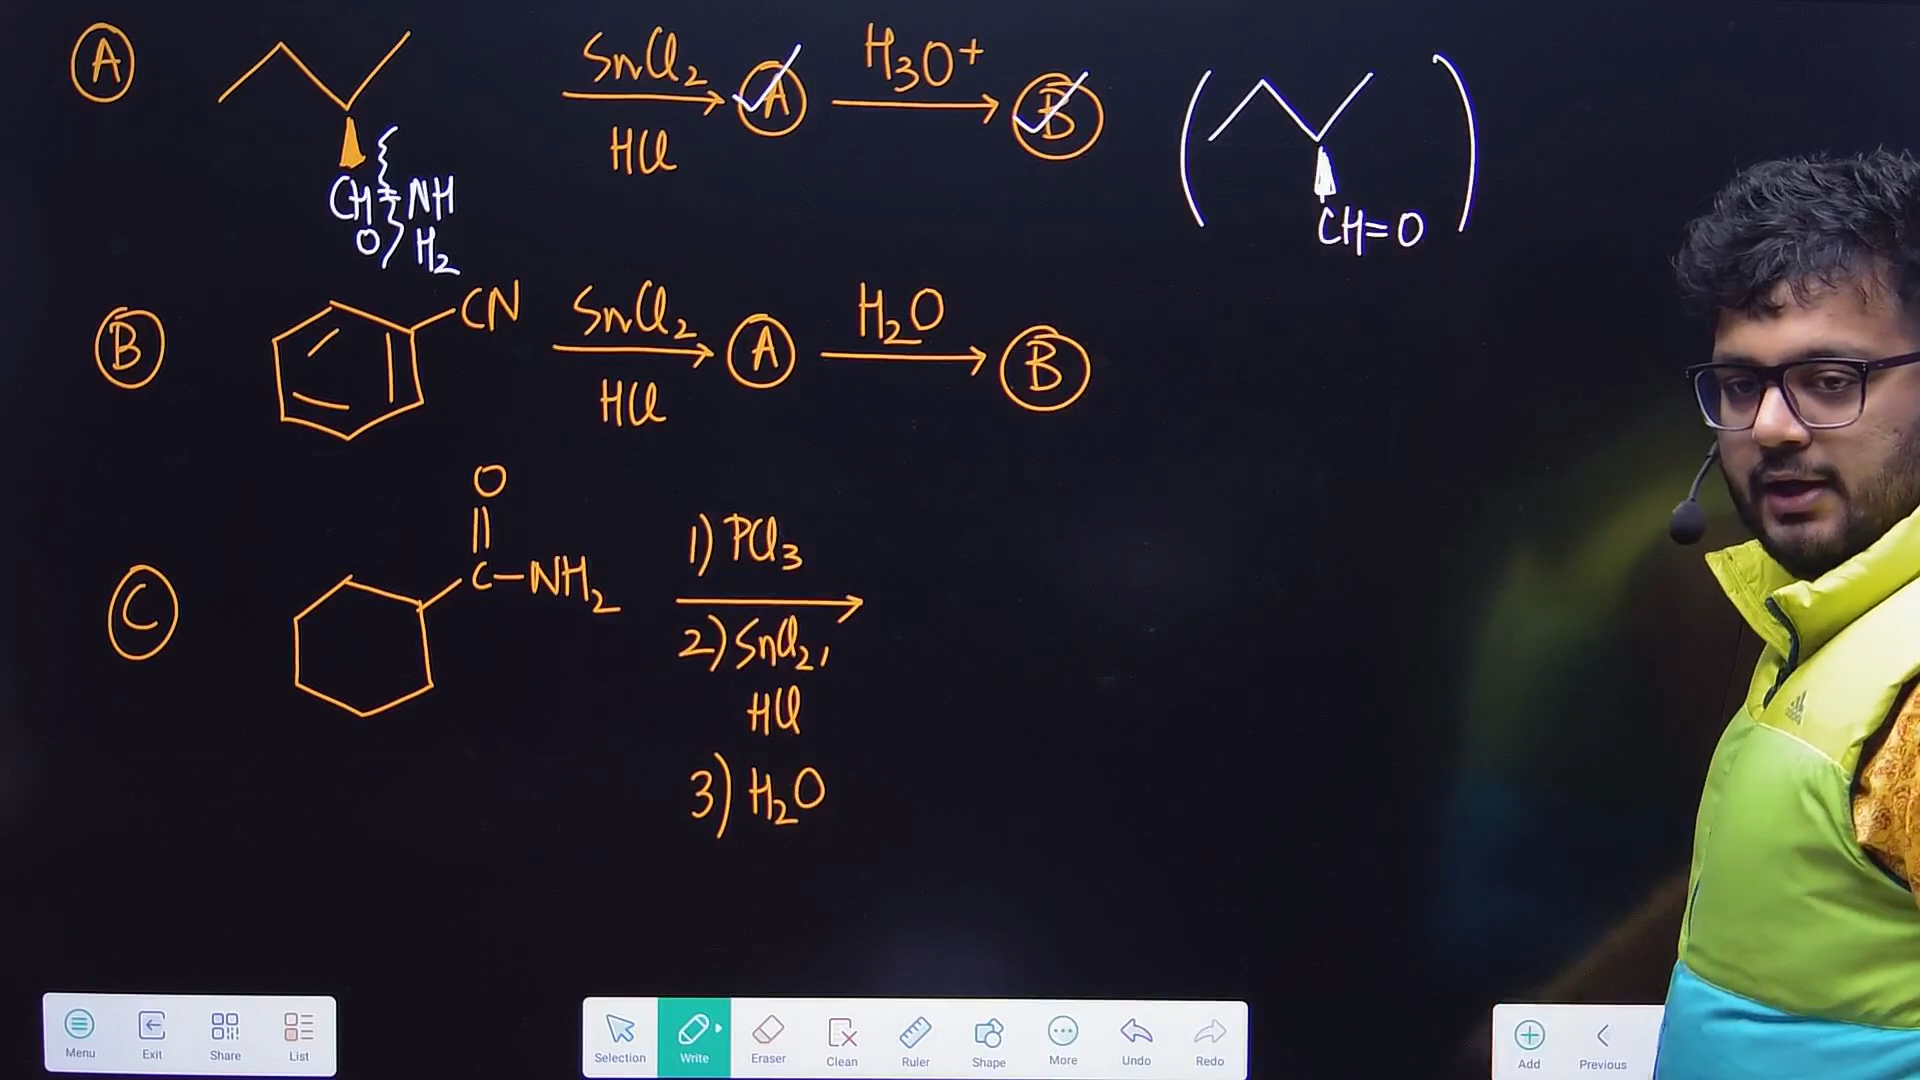 A
SnCl2
HCl
A
H3O+
B
CH=NH
O H2
CH=O
B
CN
SnCl2
HCl
A
H2O
B
C
O
C-NH2
1) PCl3
2) SnCl2,
HCl
3) H2O
adidas
Menu
Exit
Share
List
Selection
Write
Eraser
Clean
Ruler
Shape
More
Undo
Redo
Add
Previous